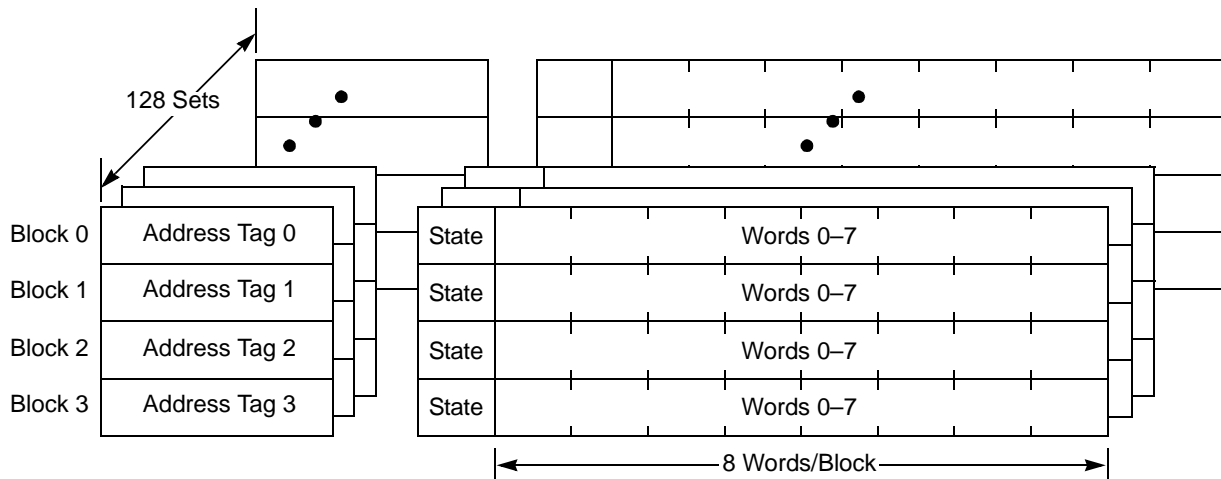 128 Sets
Block 0 Address Tag 0 State Words 0–7
Block 1 Address Tag 1 State Words 0–7
Block 2 Address Tag 2 State Words 0–7
Block 3 Address Tag 3 State Words 0–7
8 Words/Block